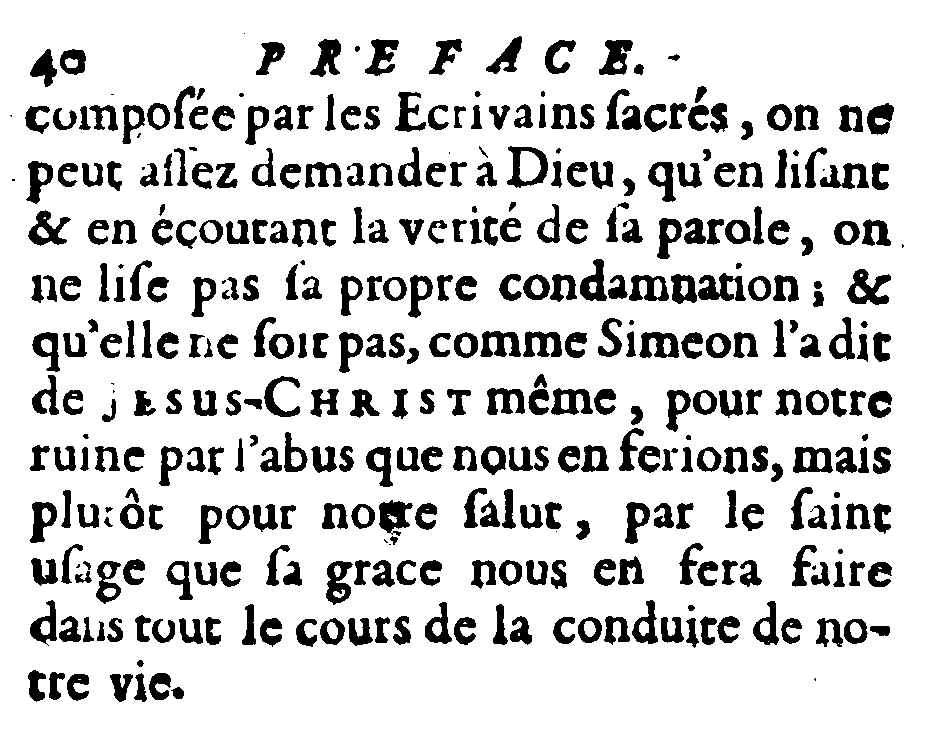 40 PREFACE.
composée par les Ecrivains sacrés, on ne
peut assez demander à Dieu, qu'en lisant
& en écoutant la verité de sa parole, on
ne lise pas sa propre condamnation; &
qu'elle ne soit pas, comme Simeon l'a dit
de JESUS-CHRIST même, pour notre
ruine par l'abus que nous en ferions, mais
plutôt pour notre salut, par le saint
usage que sa grace nous en fera faire
dans tout le cours de la conduite de no-
tre vie.